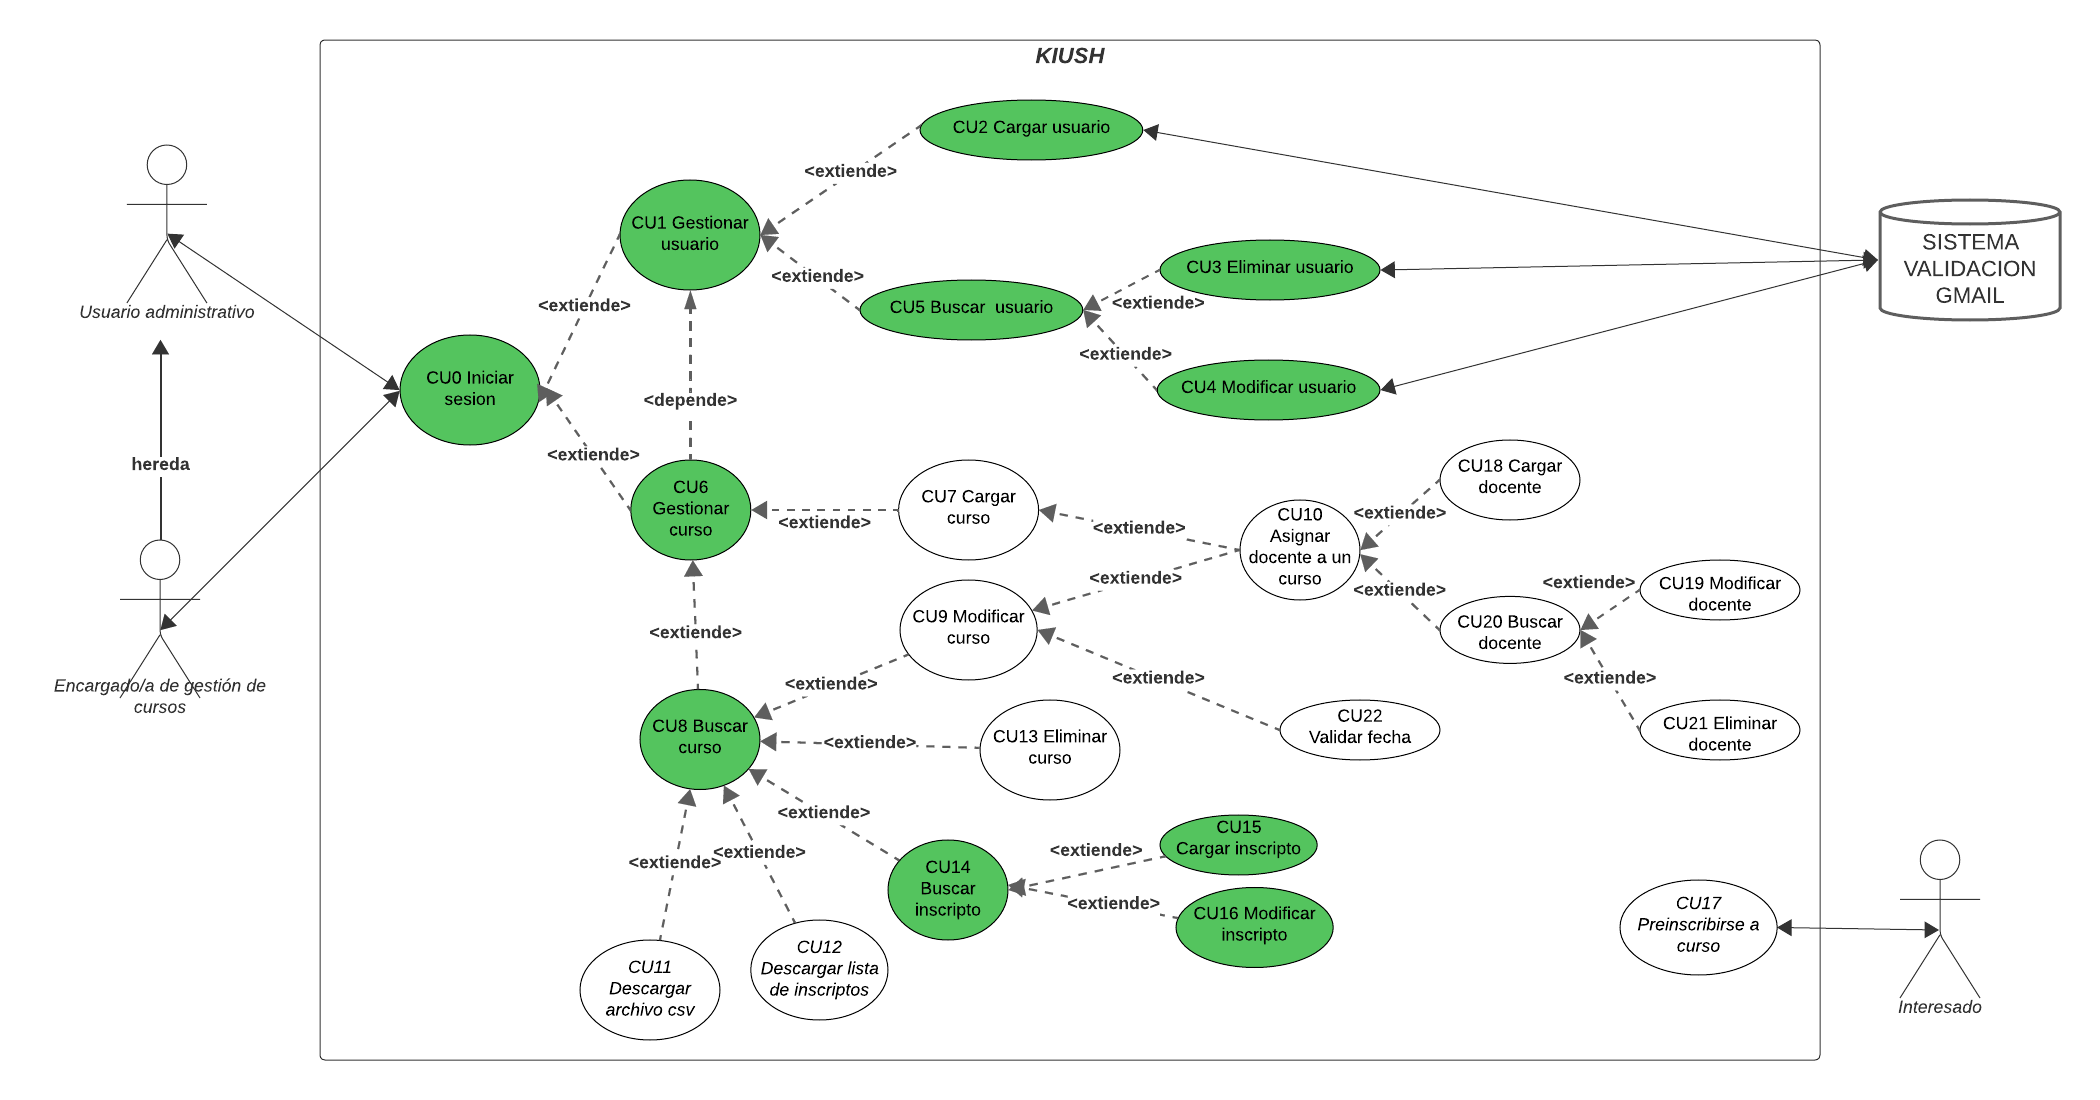 KIUSH
CU2 Cargar usuario
<extiende>
CU1 Gestionar
usuario
SISTEMA
VALIDACION
GMAIL
CU3 Eliminar usuario
<extiende>
CU5 Buscar  usuario
<extiende>
<extiende>
Usuario administrativo
<extiende>
CU4 Modificar usuario
CU0 Iniciar
sesion
<depende>
hereda
<extiende>
CU18 Cargar
docente
CU6
Gestionar
curso
CU7 Cargar
curso
<extiende>
<extiende>
CU10
Asignar
docente a un
curso
<extiende>
<extiende>
<extiende>
<extiende>
CU19 Modificar
docente
CU9 Modificar
curso
CU20 Buscar
docente
<extiende>
<extiende>
<extiende>
<extiende>
Encargado/a de gestión de
cursos
CU8 Buscar
curso
CU22
Validar fecha
CU21 Eliminar
docente
<extiende>
CU13 Eliminar
curso
<extiende>
CU15
Cargar inscripto
<extiende>
<extiende>
<extiende>
CU14
Buscar
inscripto
<extiende>
CU16 Modificar
inscripto
CU17
Preinscribirse a
curso
CU11
Descargar
archivo csv
CU12
Descargar lista
de inscriptos
Interesado